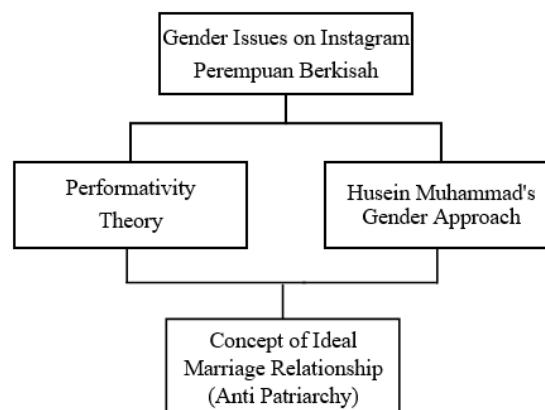 Gender Issues on Instagram
Perempuan Berkisah
Performativity
Theory
Husein Muhammad's
Gender Approach
Concept of Ideal
Marriage Relationship
(Anti Patriarchy)